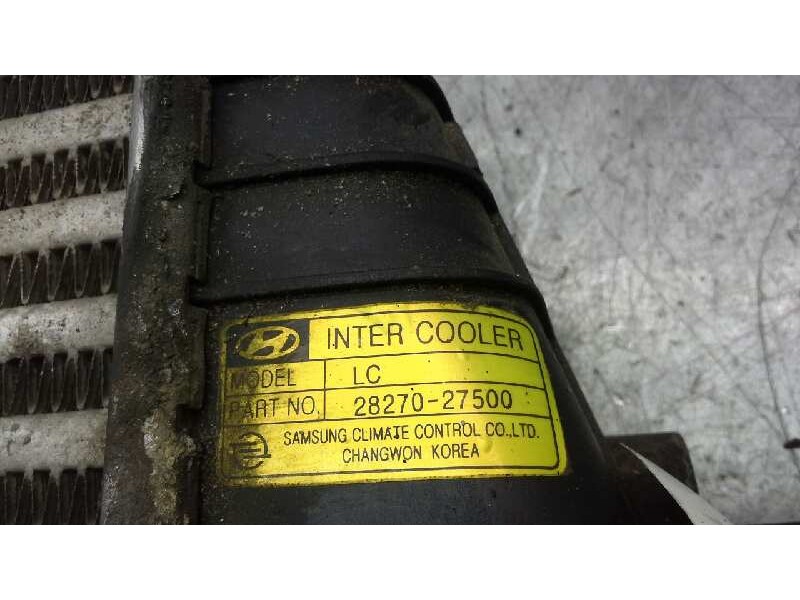 INTER COOLER
MODEL LC
PART NO. 28270-27500
SAMSUNG CLIMATE CONTROL CO.,LTD.
CHANGWON KOREA